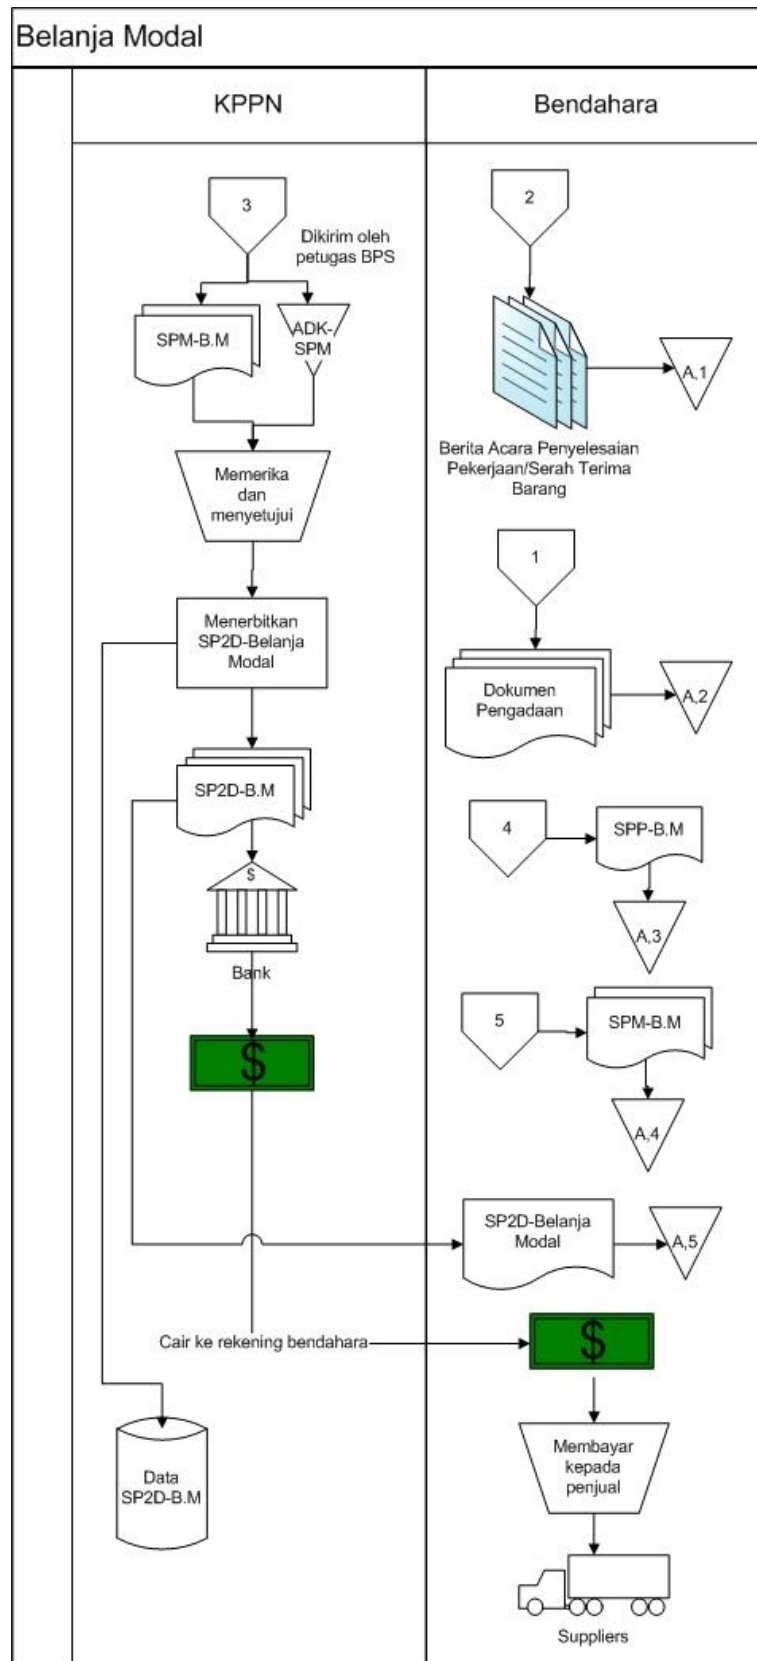 Belanja Modal
KPPN
Bendahara
3
Dikirim oleh
petugas BPS
SPM-B.M
ADK-
SPM
Memerika
dan
menyetujui
Menerbitkan
SP2D-Belanja
Modal
SP2D-B.M
$
Bank
$
Cair ke rekening bendahara
Data
SP2D-B.M
2
A,1
Berita Acara Penyelesaian
Pekerjaan/Serah Terima
Barang
1
Dokumen
Pengadaan
A,2
4
SPP-B.M
A,3
5
SPM-B.M
A,4
SP2D-Belanja
Modal
A,5
$
Membayar
kepada
penjual
Suppliers